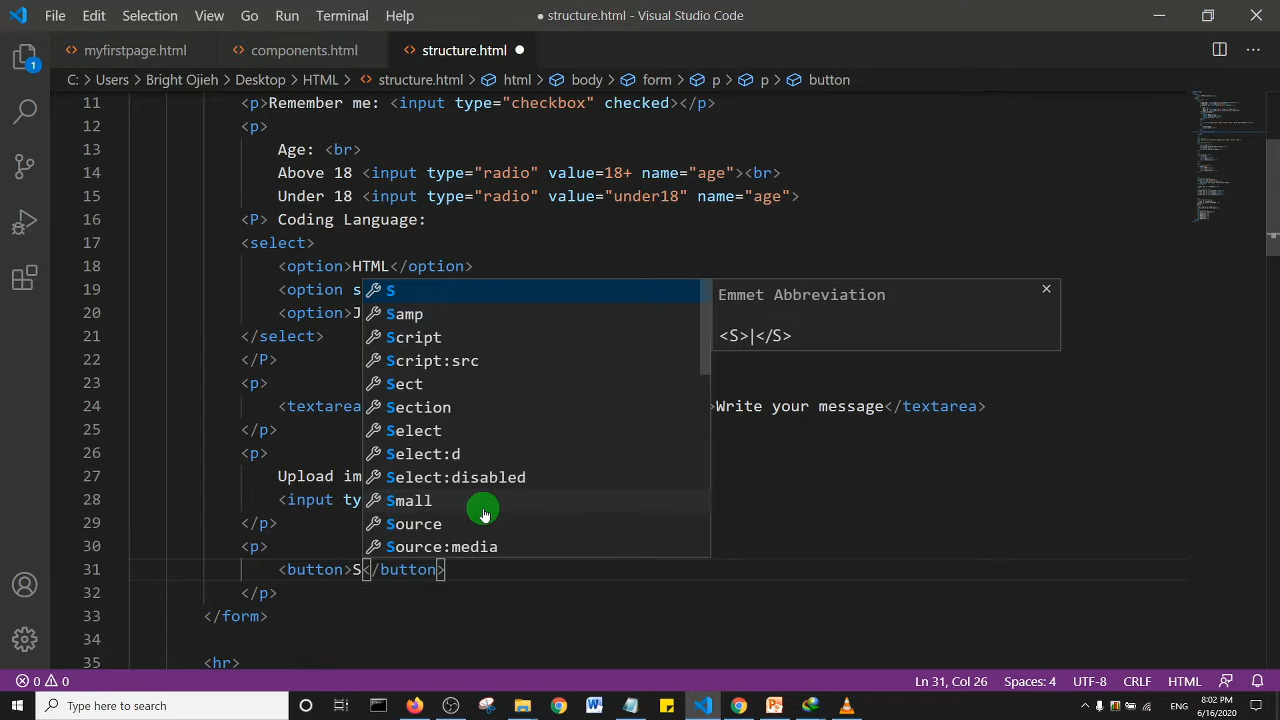 File Edit Selection View Go Run Terminal Help ● structure.html - Visual Studio Code
myfirstpage.html components.html structure.html
C: > Users > Bright Ojieh > Desktop > HTML > structure.html > html > body > form > p > p > button
11 <p>Remember me: <input type="checkbox" checked></p>
12 <p>
13 Age: <br>
14 Above 18 <input type="radio" value=18+ name="age"><br>
15 Under 18 <input type="radio" value="under18" name="age">
16 <P> Coding Language:
17 <select>
18 <option>HTML</option>
19 <option s
20 <option>J
21 </select>
22 </P>
23 <p>
24 <textarea >Write your message</textarea>
25 </p>
26 <p>
27 Upload im
28 <input ty
29 </p>
30 <p>
31 <button>S</button>
32 </p>
33 </form>
34
35 <hr>
S
Samp
Script
Script:src
Sect
Section
Select
Select:d
Select:disabled
Small
Source
Source:media
Emmet Abbreviation
<S>|</S>
1
0 0 Ln 31, Col 26 Spaces: 4 UTF-8 CRLF HTML
Type here to search
ENG 8:02 PM
6/16/2020